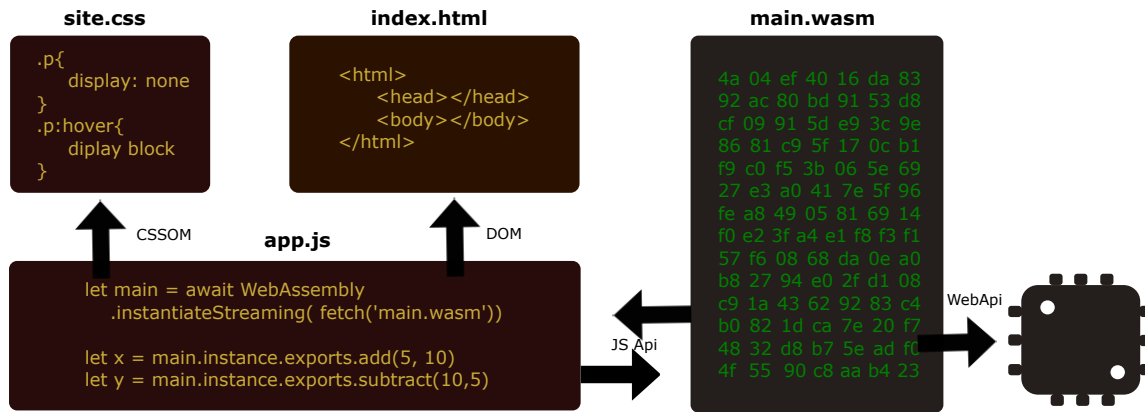 site.css
.p{
display: none
}
.p:hover{
diplay block
}
index.html
<html>
<head></head>
<body></body>
</html>
main.wasm
4a 04 ef 40 16 da 83
92 ac 80 bd 91 53 d8
cf 09 91 5d e9 3c 9e
86 81 c9 5f 17 0c b1
f9 c0 f5 3b 06 5e 69
27 e3 a0 41 7e 5f 96
fe a8 49 05 81 69 14
f0 e2 3f a4 e1 f8 f3 f1
57 f6 08 68 da 0e a0
b8 27 94 e0 2f d1 08
c9 1a 43 62 92 83 c4
b0 82 1d ca 7e 20 f7
48 32 d8 b7 5e ad f0
4f 55 90 c8 aa b4 23
CSSOM
DOM
app.js
let main = await WebAssembly
.instantiateStreaming( fetch('main.wasm'))
let x = main.instance.exports.add(5, 10)
let y = main.instance.exports.subtract(10,5)
JS Api
WebApi